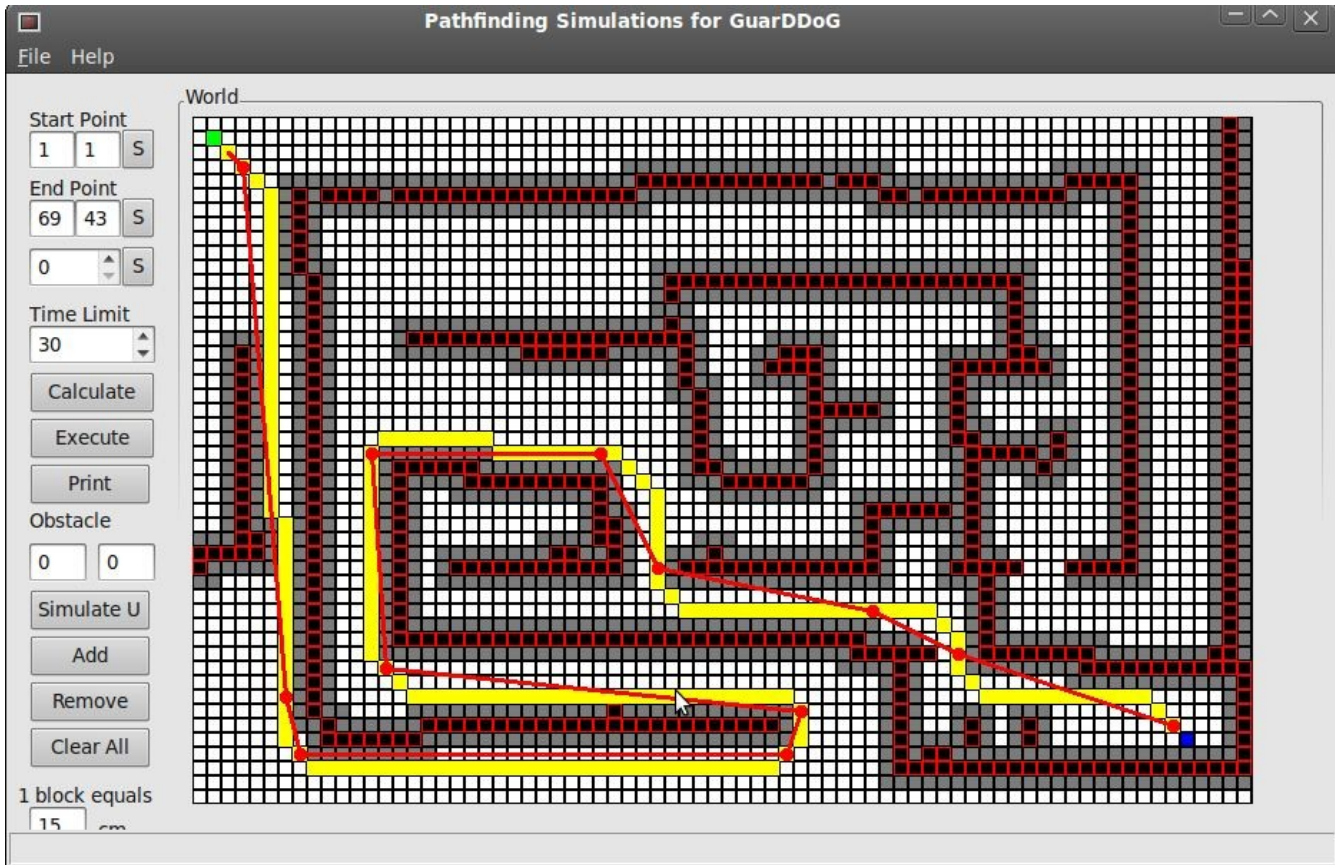 Pathfinding Simulations for GuarDDoG
File Help
World
Start Point
1 1 S
End Point
69 43 S
0 S
Time Limit
30
Calculate
Execute
Print
Obstacle
0 0
Simulate U
Add
Remove
Clear All
1 block equals
15 cm